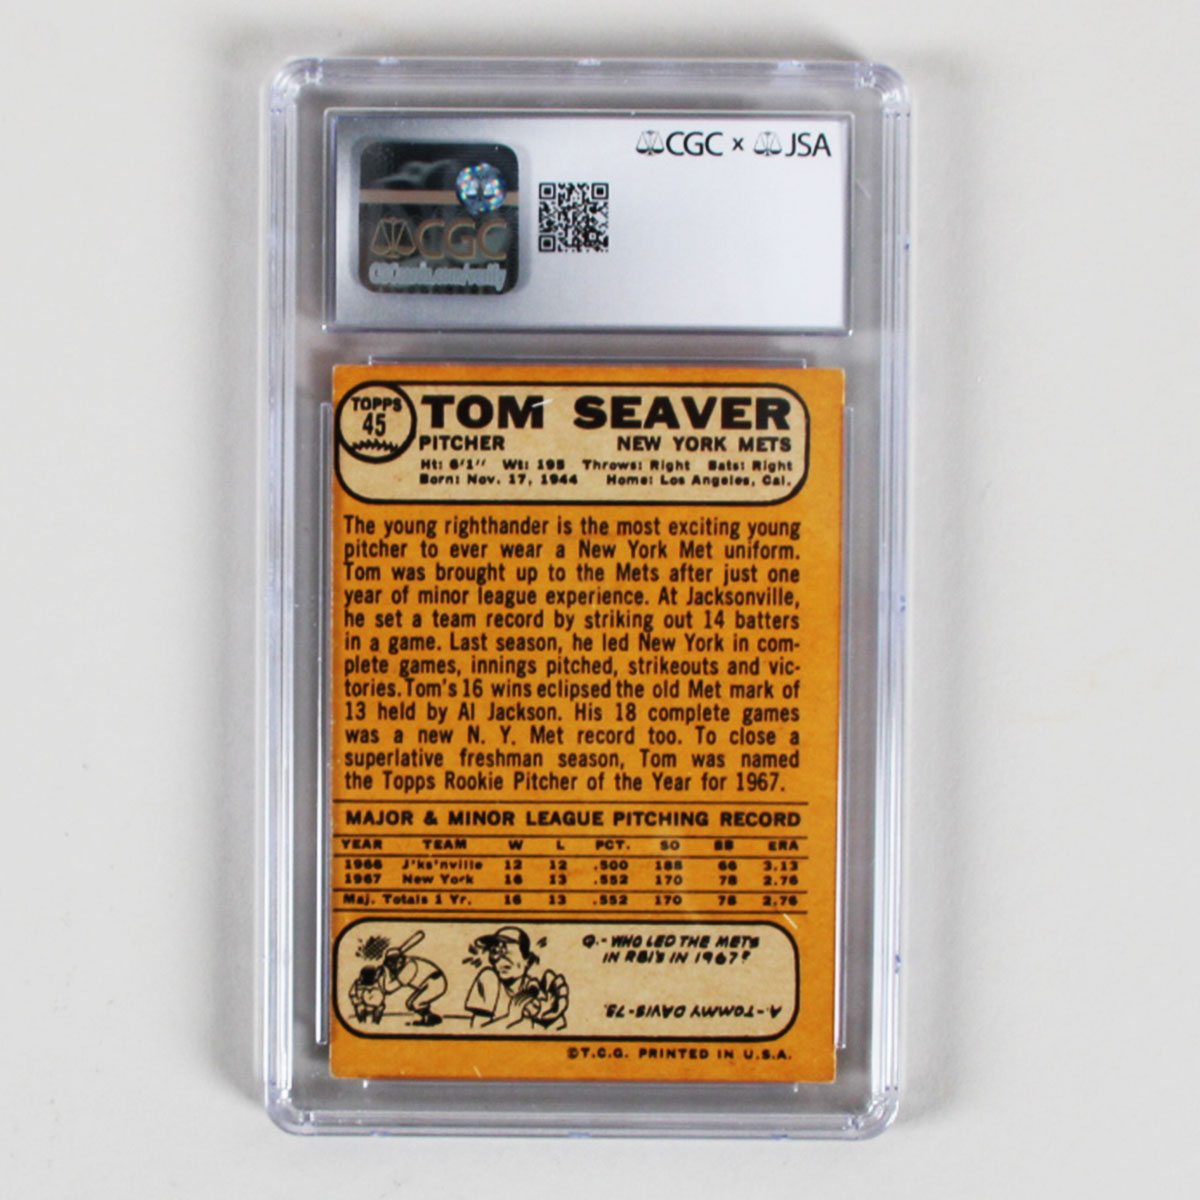 CGC x JSA
CGC
TOPPS
45
TOM SEAVER
PITCHER NEW YORK METS
Ht: 6'1" Wt: 195 Throws: Right Bats: Right
Born: Nov. 17, 1944 Home: Los Angeles, Cal.
The young righthander is the most exciting young
pitcher to ever wear a New York Met uniform.
Tom was brought up to the Mets after just one
year of minor league experience. At Jacksonville,
he set a team record by striking out 14 batters
in a game. Last season, he led New York in com-
plete games, innings pitched, strikeouts and vic-
tories. Tom's 16 wins eclipsed the old Met mark of
13 held by Al Jackson. His 18 complete games
was a new N. Y. Met record too. To close a
superlative freshman season, Tom was named
the Topps Rookie Pitcher of the Year for 1967.
MAJOR & MINOR LEAGUE PITCHING RECORD
YEAR TEAM W L PCT. SO BB ERA
1966 J'ks'nville 12 12 .500 188 66 3.13
1967 New York 16 13 .552 170 78 2.76
Maj. Totals 1 Yr. 16 13 .552 170 78 2.76
Q.- WHO LED THE METS
IN RBI'S IN 1967?
A.- TOMMY DAVIS-73.
©T.C.G. PRINTED IN U.S.A.